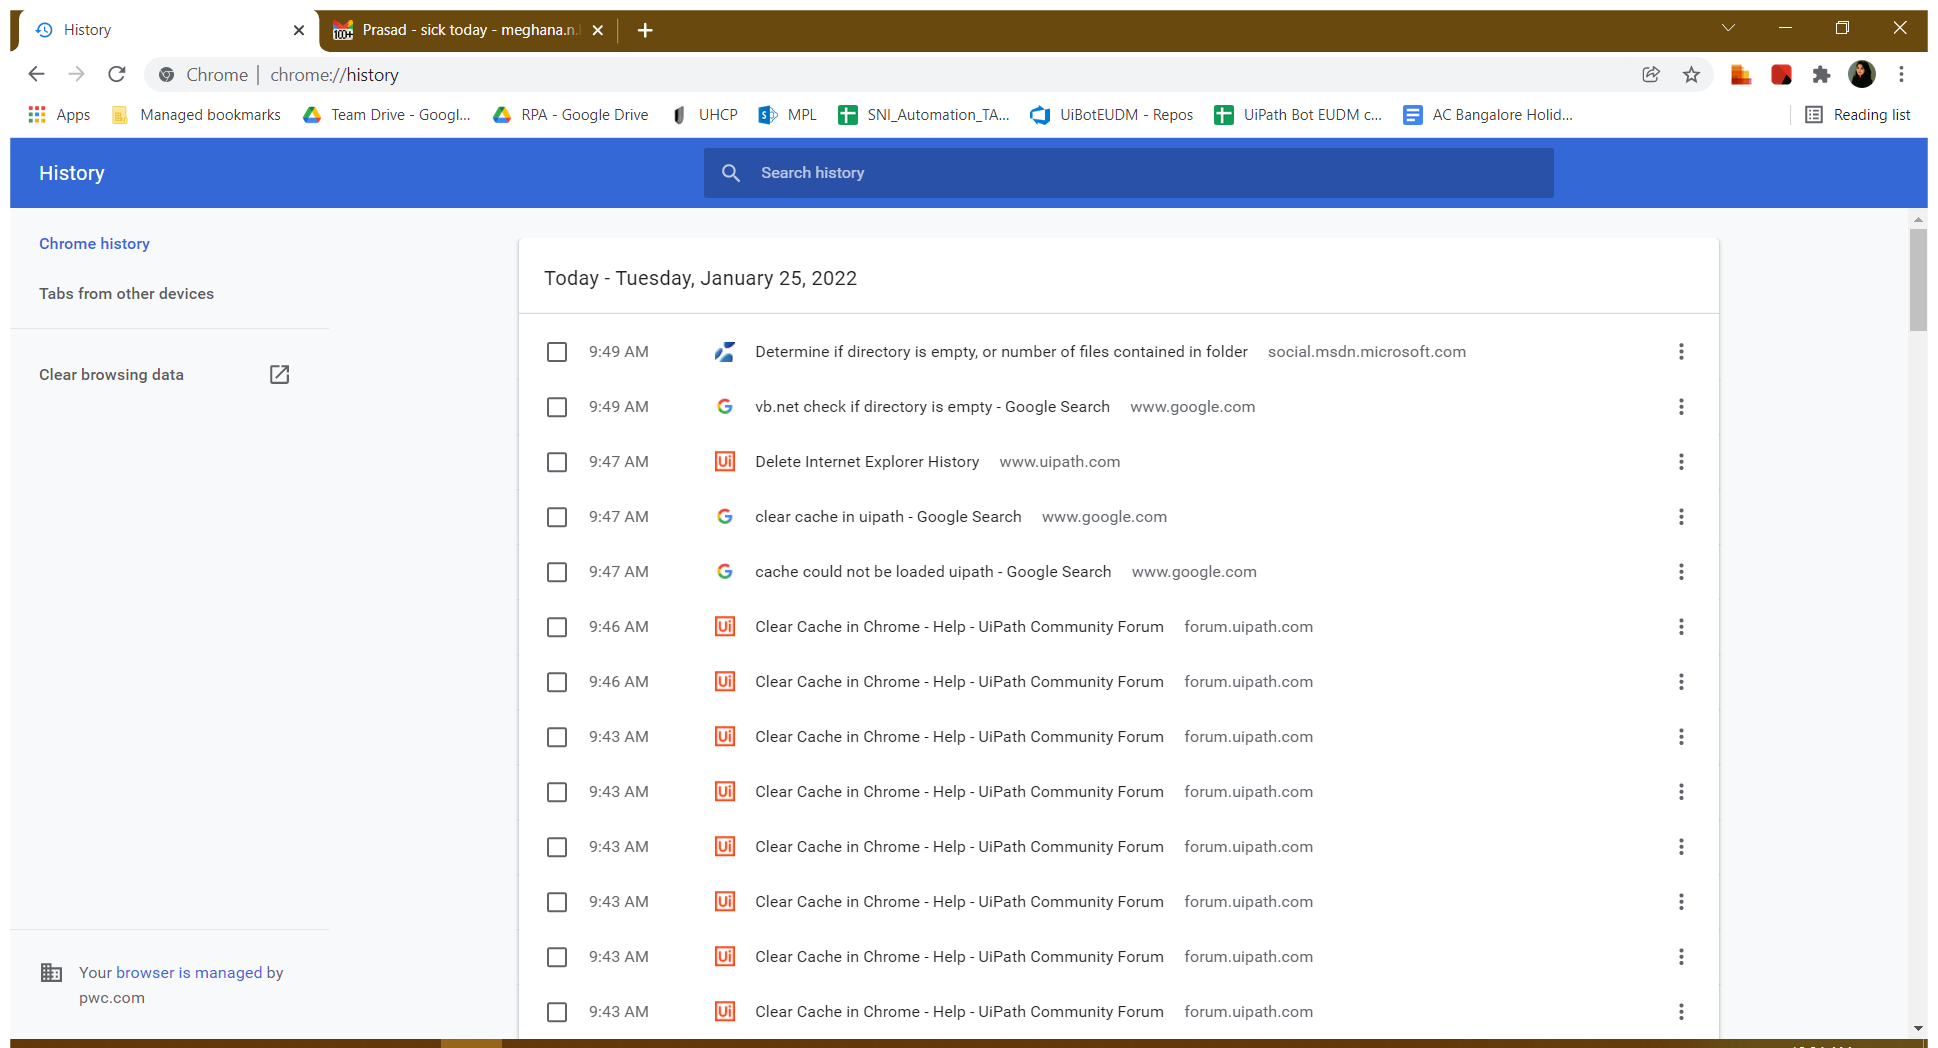 History
Prasad - sick today - meghana.n.
Chrome | chrome://history
Apps
Managed bookmarks
Team Drive - Googl...
RPA - Google Drive
UHCP
MPL
SNI_Automation_TA...
UiBotEUDM - Repos
UiPath Bot EUDM c...
AC Bangalore Holid...
Reading list
History
Search history
Chrome history
Tabs from other devices
Clear browsing data
Your browser is managed by
pwc.com
Today - Tuesday, January 25, 2022
9:49 AM Determine if directory is empty, or number of files contained in folder social.msdn.microsoft.com
9:49 AM vb.net check if directory is empty - Google Search www.google.com
9:47 AM Ui Delete Internet Explorer History www.uipath.com
9:47 AM clear cache in uipath - Google Search www.google.com
9:47 AM cache could not be loaded uipath - Google Search www.google.com
9:46 AM Ui Clear Cache in Chrome - Help - UiPath Community Forum forum.uipath.com
9:46 AM Ui Clear Cache in Chrome - Help - UiPath Community Forum forum.uipath.com
9:43 AM Ui Clear Cache in Chrome - Help - UiPath Community Forum forum.uipath.com
9:43 AM Ui Clear Cache in Chrome - Help - UiPath Community Forum forum.uipath.com
9:43 AM Ui Clear Cache in Chrome - Help - UiPath Community Forum forum.uipath.com
9:43 AM Ui Clear Cache in Chrome - Help - UiPath Community Forum forum.uipath.com
9:43 AM Ui Clear Cache in Chrome - Help - UiPath Community Forum forum.uipath.com
9:43 AM Ui Clear Cache in Chrome - Help - UiPath Community Forum forum.uipath.com